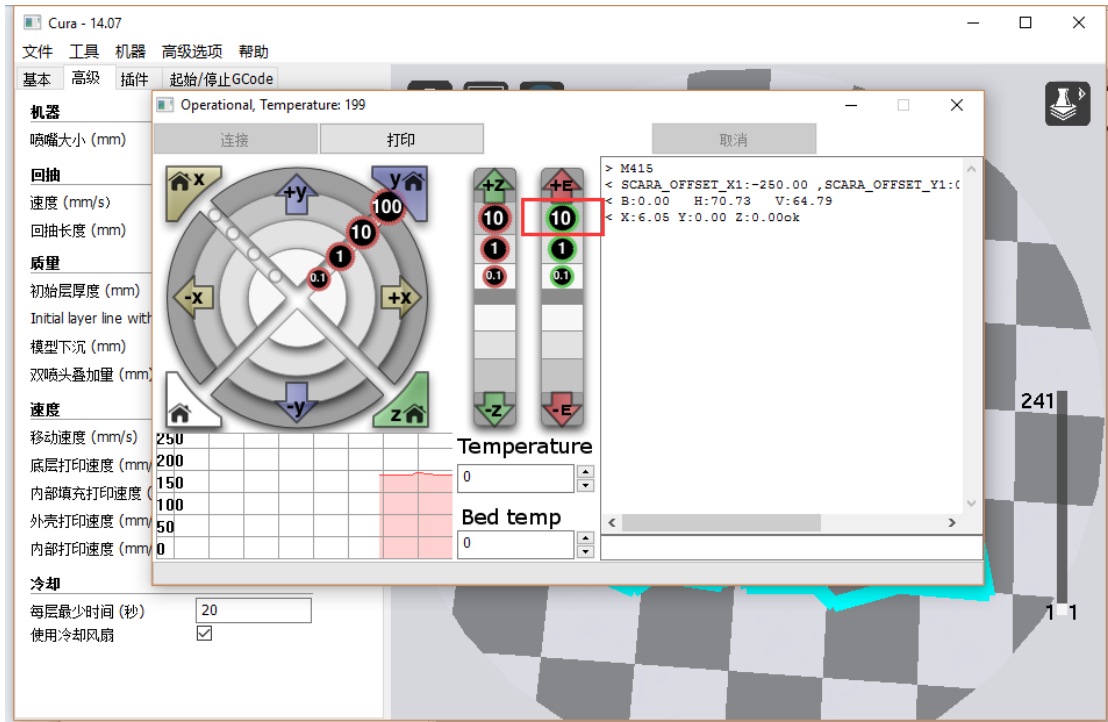 Cura - 14.07
文件 工具 机器 高级选项 帮助
基本 高级 插件 起始/停止GCode
机器
喷嘴大小 (mm)
回抽
速度 (mm/s)
回抽长度 (mm)
质量
初始层厚度 (mm)
Initial layer line with
模型下沉 (mm)
双喷头叠加量 (mm)
速度
移动速度 (mm/s)
底层打印速度 (mm/
内部填充打印速度 (
外壳打印速度 (mm/
内部打印速度 (mm/
冷却
每层最少时间 (秒) 20
使用冷却风扇
Operational, Temperature: 199
连接 打印 取消
x y
+y
100
10
1
0.1
-x +x
-y
z
+Z +E
10 10
1 1
0.1 0.1
-Z -E
250
200
150
100
50
0
Temperature
0
Bed temp
0
> M415
< SCARA_OFFSET_X1:-250.00 ,SCARA_OFFSET_Y1:(
< B:0.00 H:70.73 V:64.79
< X:6.05 Y:0.00 Z:0.00ok
241
1 1